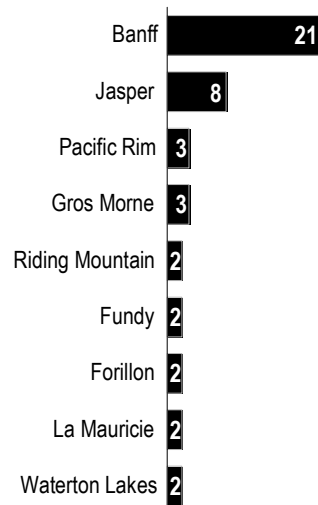 Banff 21
Jasper 8
Pacific Rim 3
Gros Morne 3
Riding Mountain 2
Fundy 2
Forillon 2
La Mauricie 2
Waterton Lakes 2